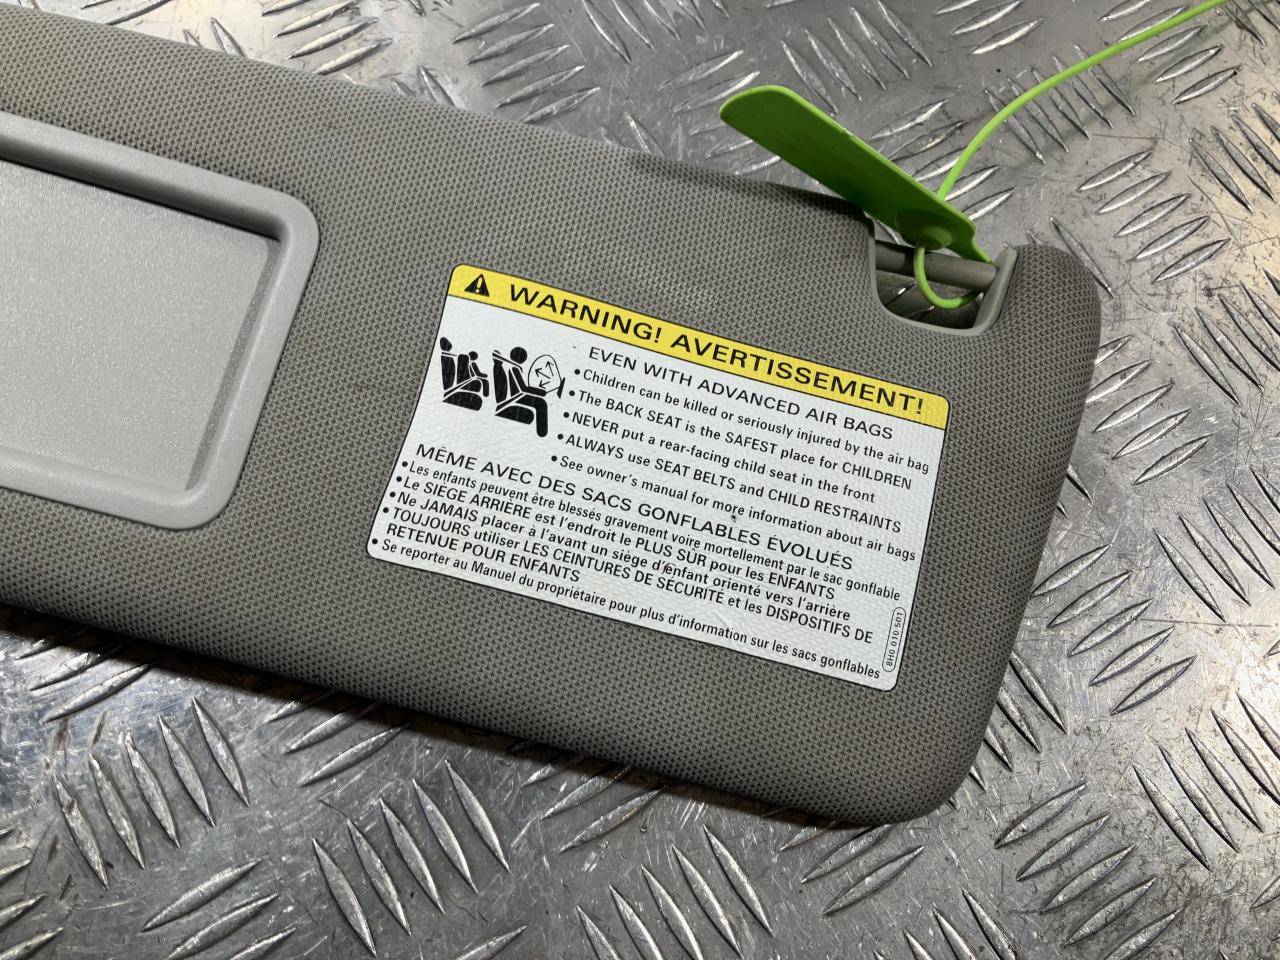 WARNING! AVERTISSEMENT!
EVEN WITH ADVANCED AIR BAGS
•Children can be killed or seriously injured by the air bag
•The BACK SEAT is the SAFEST place for CHILDREN
•NEVER put a rear-facing child seat in the front
•ALWAYS use SEAT BELTS and CHILD RESTRAINTS
•See owner's manual for more information about air bags
MÊME AVEC DES SACS GONFLABLES ÉVOLUÉS
•Les enfants peuvent être blessés gravement voire mortellement par le sac gonflable
•Le SIÈGE ARRIÈRE est l'endroit le PLUS SÛR pour les ENFANTS
•Ne JAMAIS placer à l'avant un siège d'enfant orienté vers l'arrière
•TOUJOURS utiliser LES CEINTURES DE SÉCURITÉ et les DISPOSITIFS DE
RETENUE POUR ENFANTS
•Se reporter au Manuel du propriétaire pour plus d'information sur les sacs gonflables
8H0 010 501